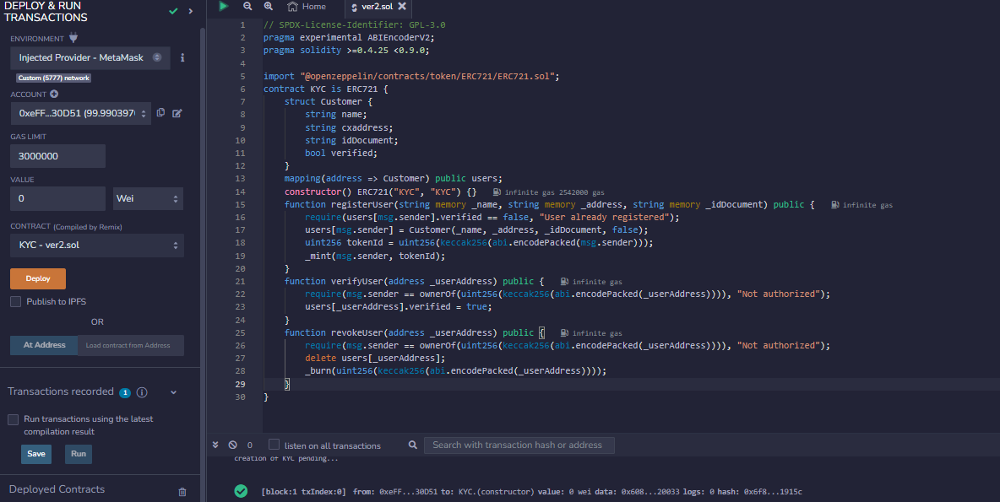 DEPLOY & RUN
TRANSACTIONS
ENVIRONMENT
Injected Provider - MetaMask
Custom (5777) network
ACCOUNT
0xeFF...30D51 (99.990397
GAS LIMIT
3000000
VALUE
0
Wei
CONTRACT (Compiled by Remix)
KYC - ver2.sol
Deploy
Publish to IPFS
OR
At Address
Load contract from Address
Transactions recorded 1
Run transactions using the latest
compilation result
Save
Run
Deployed Contracts
Home
ver2.sol
1 // SPDX-License-Identifier: GPL-3.0
2 pragma experimental ABIEncoderV2;
3 pragma solidity >=0.4.25 <0.9.0;
4
5 import "@openzeppelin/contracts/token/ERC721/ERC721.sol";
6 contract KYC is ERC721 {
7 struct Customer {
8 string name;
9 string cxaddress;
10 string idDocument;
11 bool verified;
12 }
13 mapping(address => Customer) public users;
14 constructor() ERC721("KYC", "KYC") {} infinite gas 2542000 gas
15 function registerUser(string memory _name, string memory _address, string memory _idDocument) public { infinite gas
16 require(users[msg.sender].verified == false, "User already registered");
17 users[msg.sender] = Customer(_name, _address, _idDocument, false);
18 uint256 tokenId = uint256(keccak256(abi.encodePacked(msg.sender)));
19 _mint(msg.sender, tokenId);
20 }
21 function verifyUser(address _userAddress) public { infinite gas
22 require(msg.sender == ownerOf(uint256(keccak256(abi.encodePacked(_userAddress)))), "Not authorized");
23 users[_userAddress].verified = true;
24 }
25 function revokeUser(address _userAddress) public { infinite gas
26 require(msg.sender == ownerOf(uint256(keccak256(abi.encodePacked(_userAddress)))), "Not authorized");
27 delete users[_userAddress];
28 _burn(uint256(keccak256(abi.encodePacked(_userAddress))));
29 }
30 }
0
listen on all transactions
Search with transaction hash or address
creation of KYC pending...
[block:1 txIndex:0] from: 0xeFF...30D51 to: KYC.(constructor) value: 0 wei data: 0x608...20033 logs: 0 hash: 0x6f8...1915c